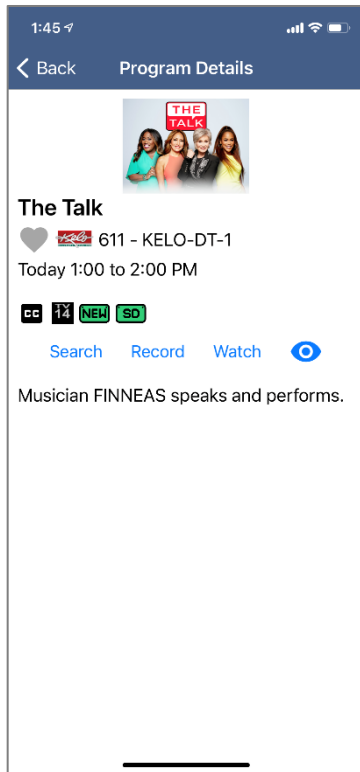 1:45
Back Program Details
THE
TALK
The Talk
Kelo 611 - KELO-DT-1
Today 1:00 to 2:00 PM
CC TV 14 NEW SD
Search Record Watch
Musician FINNEAS speaks and performs.